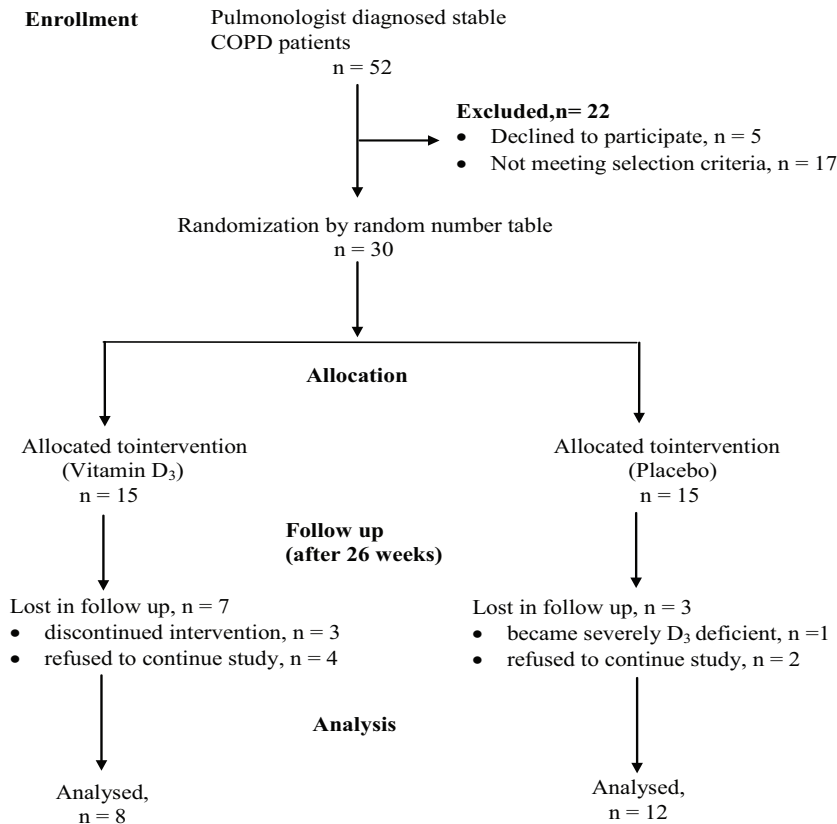 Enrollment
Pulmonologist diagnosed stable
COPD patients
n = 52
Excluded,n= 22
• Declined to participate, n = 5
• Not meeting selection criteria, n = 17
Randomization by random number table
n = 30
Allocation
Allocated tointervention
(Vitamin D₃)
n = 15
Allocated tointervention
(Placebo)
n = 15
Follow up
(after 26 weeks)
Lost in follow up, n = 7
• discontinued intervention, n = 3
• refused to continue study, n = 4
Lost in follow up, n = 3
• became severely D₃ deficient, n =1
• refused to continue study, n = 2
Analysis
Analysed,
n = 8
Analysed,
n = 12